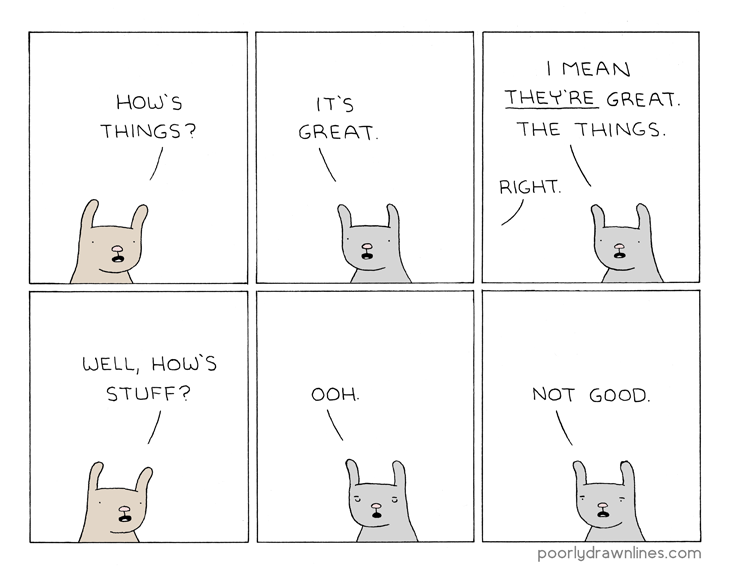 HOW'S
THINGS?
IT'S
GREAT.
I MEAN
THEY'RE GREAT.
THE THINGS.
RIGHT.
WELL, HOW'S
STUFF?
OOH.
NOT GOOD.
poorlydrawnlines.com